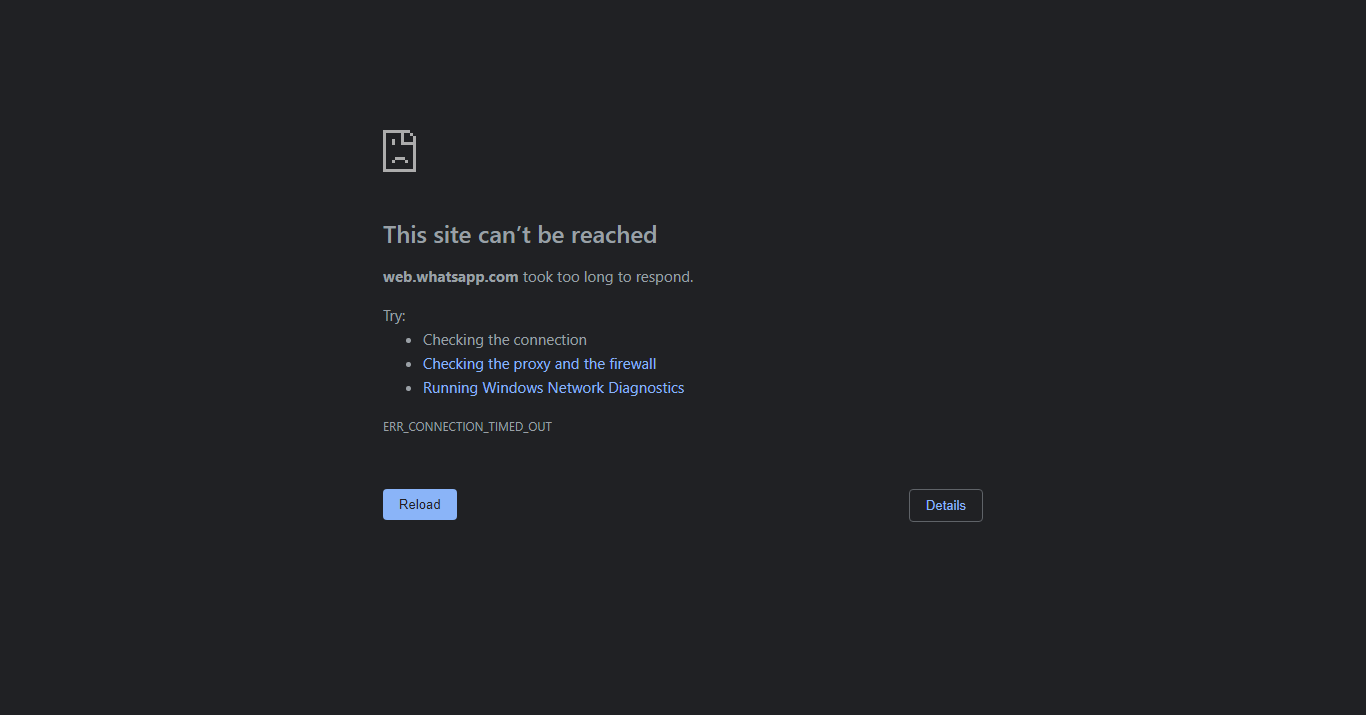 This site can’t be reached
web.whatsapp.com took too long to respond.
Try:
• Checking the connection
• Checking the proxy and the firewall
• Running Windows Network Diagnostics
ERR_CONNECTION_TIMED_OUT
Reload
Details